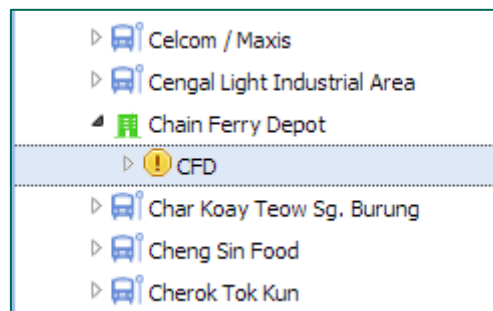 Celcom / Maxis
Cengal Light Industrial Area
Chain Ferry Depot
CFD
Char Koay Teow Sg. Burung
Cheng Sin Food
Cherok Tok Kun